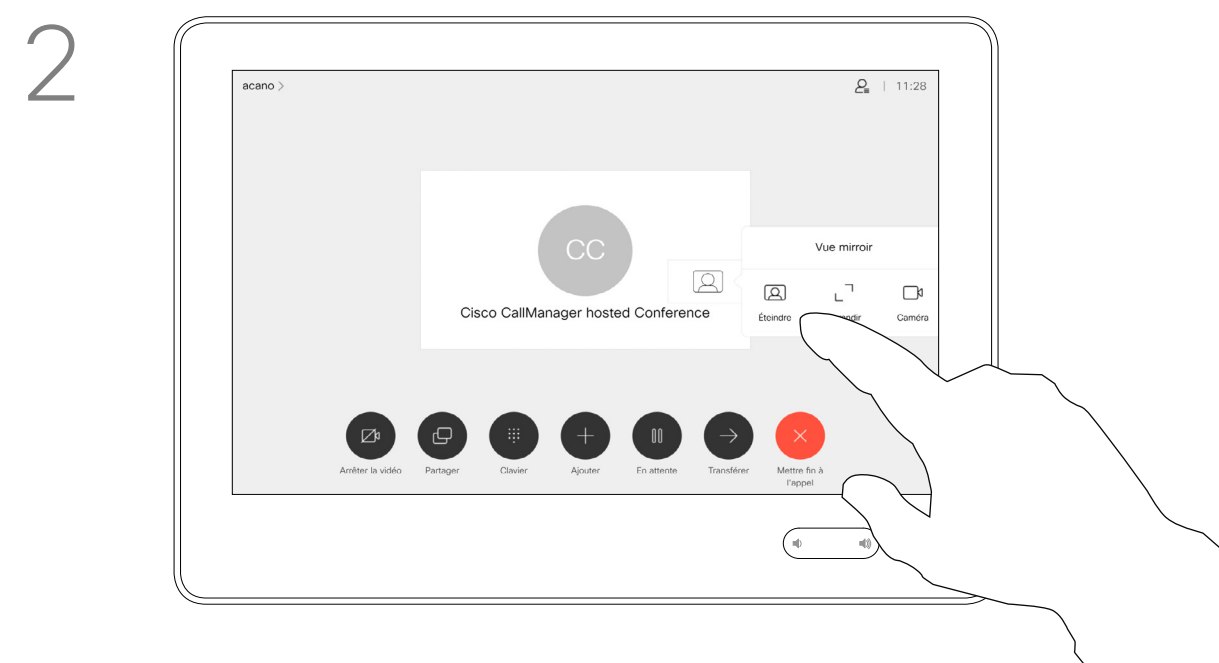 2
acano
11:28
CC
Cisco CallManager hosted Conference
Vue mirroir
Éteindre
Caméra
Arrêter la vidéo
Partager
Clavier
Ajouter
En attente
Transférer
Mettre fin à
l'appel